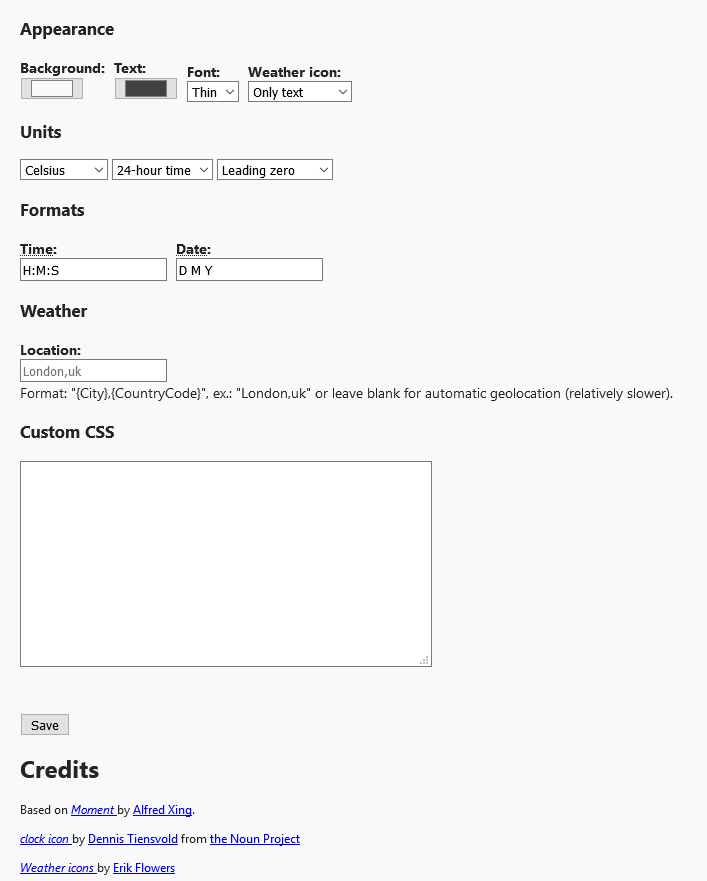 Appearance
Background: Text: Font: Weather icon:
Thin Only text
Units
Celsius 24-hour time Leading zero
Formats
Time: Date:
H:M:S D M Y
Weather
Location:
London,uk
Format: "{City},{CountryCode}", ex.: "London,uk" or leave blank for automatic geolocation (relatively slower).
Custom CSS
Save
Credits
Based on Moment by Alfred Xing.
clock icon by Dennis Tiensvold from the Noun Project
Weather icons by Erik Flowers